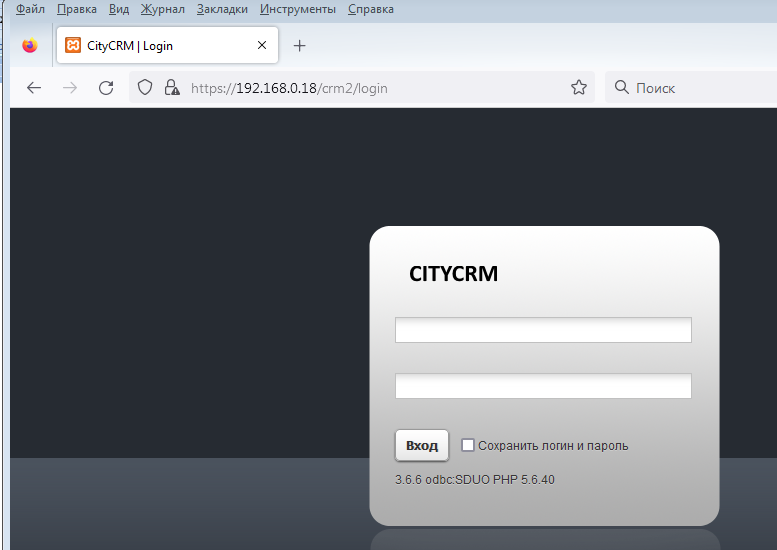 Файл Правка Вид Журнал Закладки Инструменты Справка
CityCRM | Login
https://192.168.0.18/crm2/login
Поиск
CITYCRM
Вход
Сохранить логин и пароль
3.6.6 odbc:SDUO PHP 5.6.40